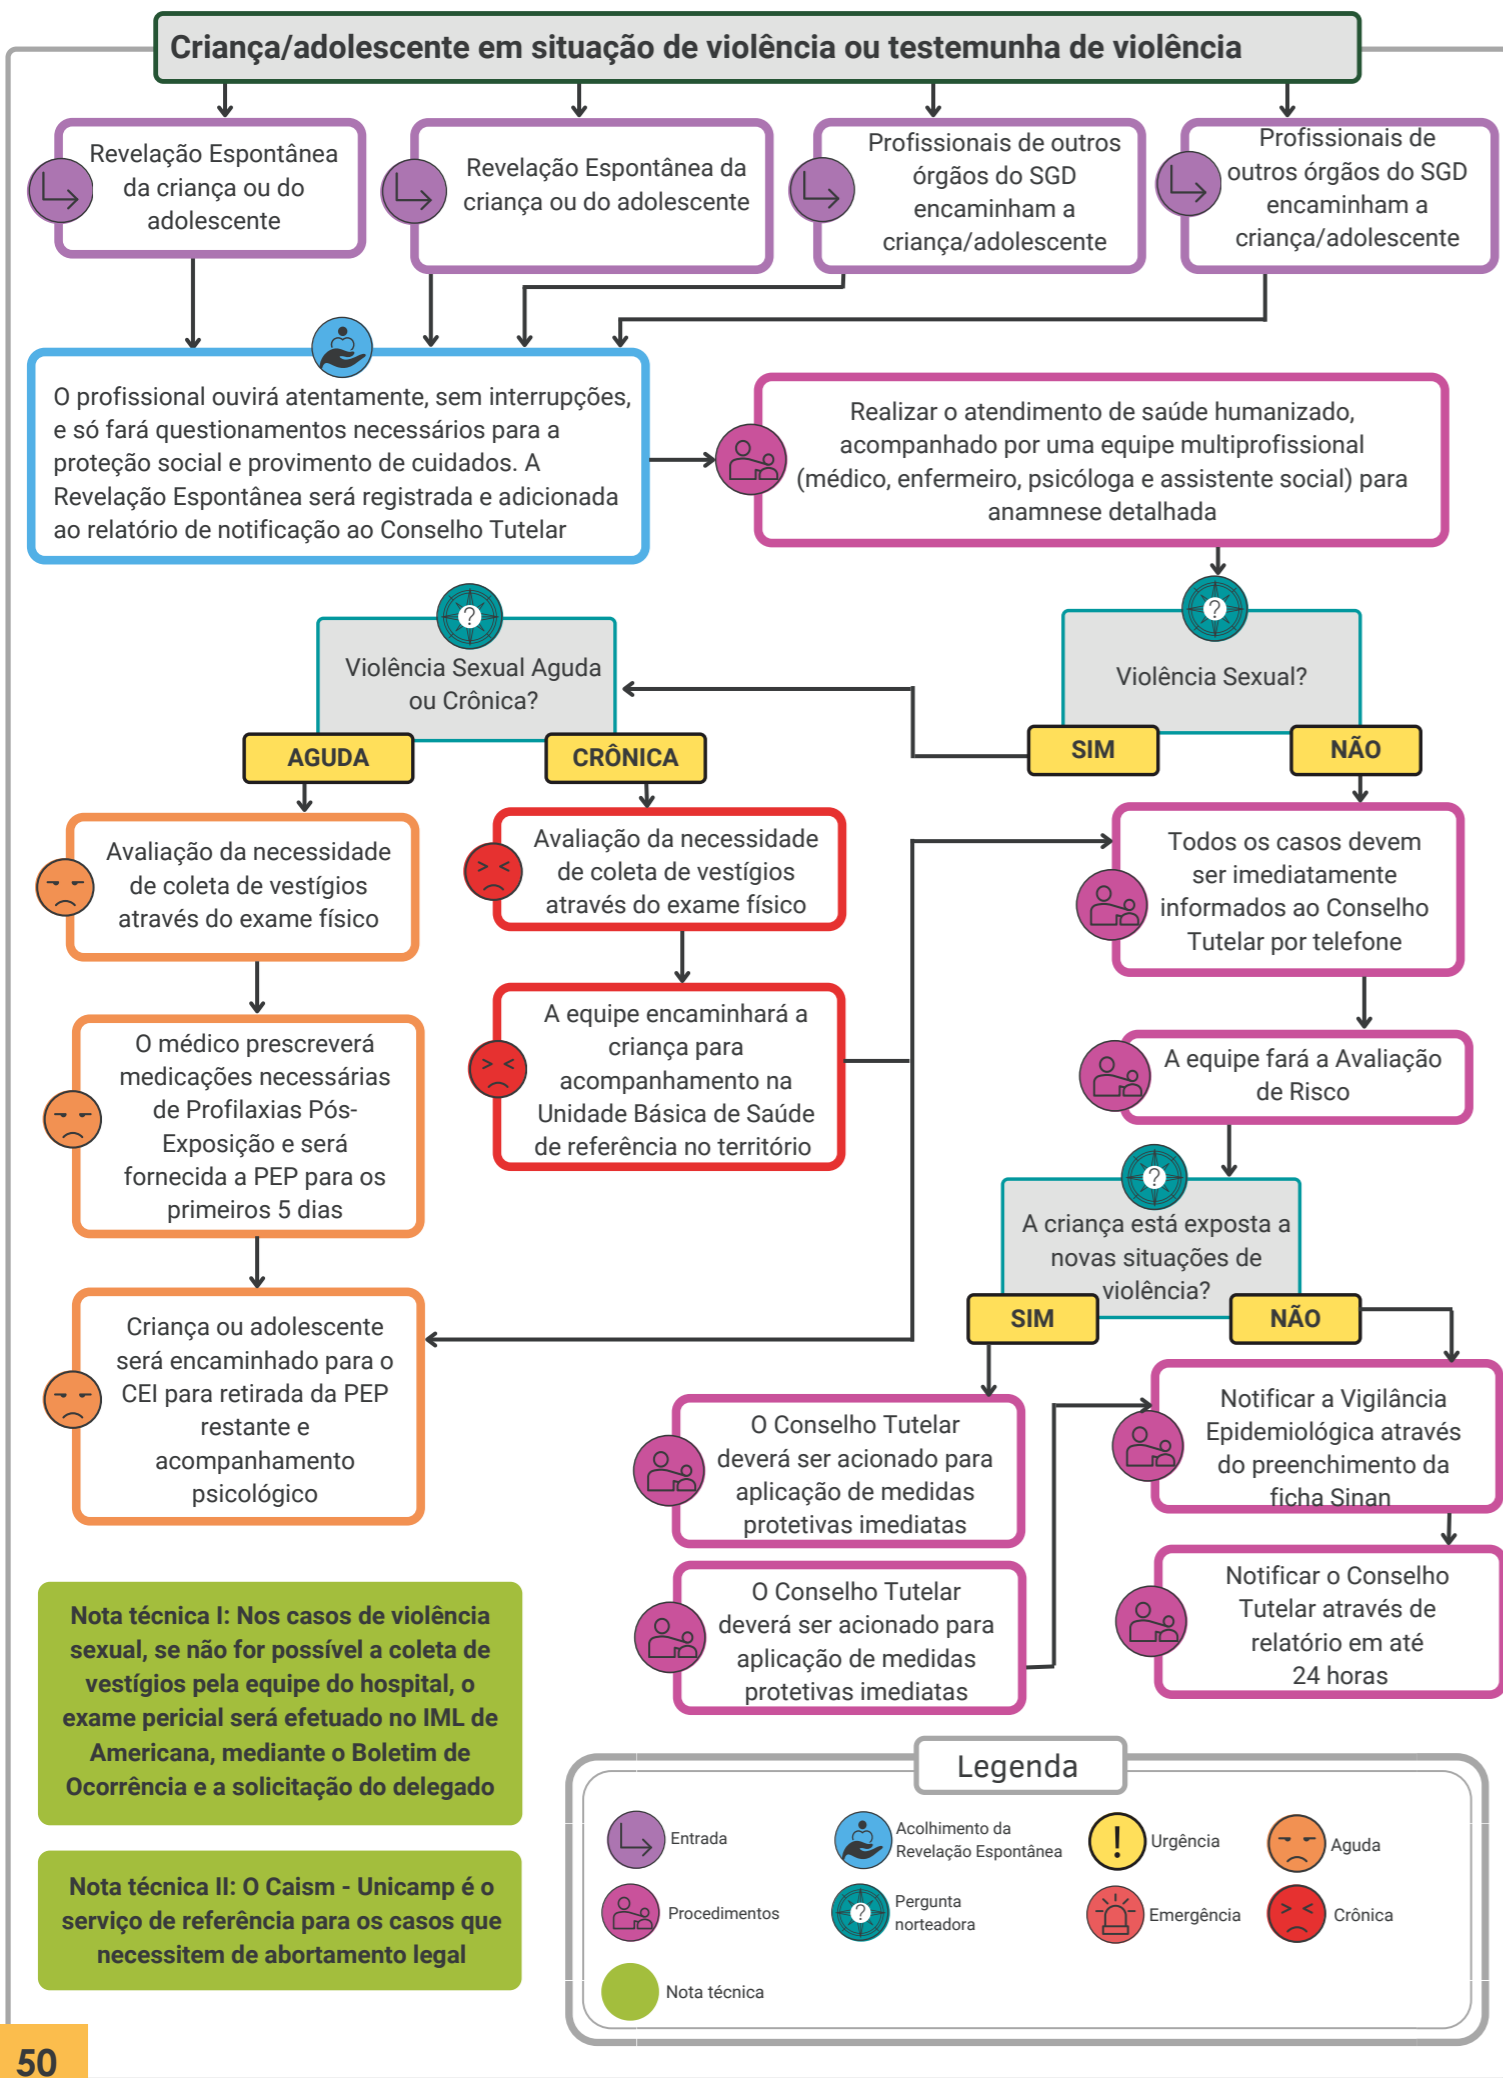 Criança/adolescente em situação de violência ou testemunha de violência
Revelação Espontânea
da criança ou do
adolescente
Revelação Espontânea da
criança ou do adolescente
Profissionais de outros
órgãos do SGD
encaminham a
criança/adolescente
Profissionais de
outros órgãos do SGD
encaminham a
criança/adolescente
O profissional ouvirá atentamente, sem interrupções,
e só fará questionamentos necessários para a
proteção social e provimento de cuidados. A
Revelação Espontânea será registrada e adicionada
ao relatório de notificação ao Conselho Tutelar
Realizar o atendimento de saúde humanizado,
acompanhado por uma equipe multiprofissional
(médico, enfermeiro, psicóloga e assistente social) para
anamnese detalhada
?
Violência Sexual?
SIM
NÃO
?
Violência Sexual Aguda
ou Crônica?
AGUDA
CRÔNICA
Avaliação da necessidade
de coleta de vestígios
através do exame físico
O médico prescreverá
medicações necessárias
de Profilaxias Pós-
Exposição e será
fornecida a PEP para os
primeiros 5 dias
Criança ou adolescente
será encaminhado para o
CEI para retirada da PEP
restante e
acompanhamento
psicológico
Avaliação da necessidade
de coleta de vestígios
através do exame físico
A equipe encaminhará a
criança para
acompanhamento na
Unidade Básica de Saúde
de referência no território
Todos os casos devem
ser imediatamente
informados ao Conselho
Tutelar por telefone
A equipe fará a Avaliação
de Risco
?
A criança está exposta a
novas situações de
violência?
SIM
NÃO
O Conselho Tutelar
deverá ser acionado para
aplicação de medidas
protetivas imediatas
O Conselho Tutelar
deverá ser acionado para
aplicação de medidas
protetivas imediatas
Notificar a Vigilância
Epidemiológica através
do preenchimento da
ficha Sinan
Notificar o Conselho
Tutelar através de
relatório em até
24 horas
Nota técnica I: Nos casos de violência
sexual, se não for possível a coleta de
vestígios pela equipe do hospital, o
exame pericial será efetuado no IML de
Americana, mediante o Boletim de
Ocorrência e a solicitação do delegado
Nota técnica II: O Caism - Unicamp é o
serviço de referência para os casos que
necessitem de abortamento legal
Legenda
Entrada
Acolhimento da
Revelação Espontânea
!
Urgência
Aguda
Procedimentos
?
Pergunta
norteadora
Emergência
Crônica
Nota técnica
50